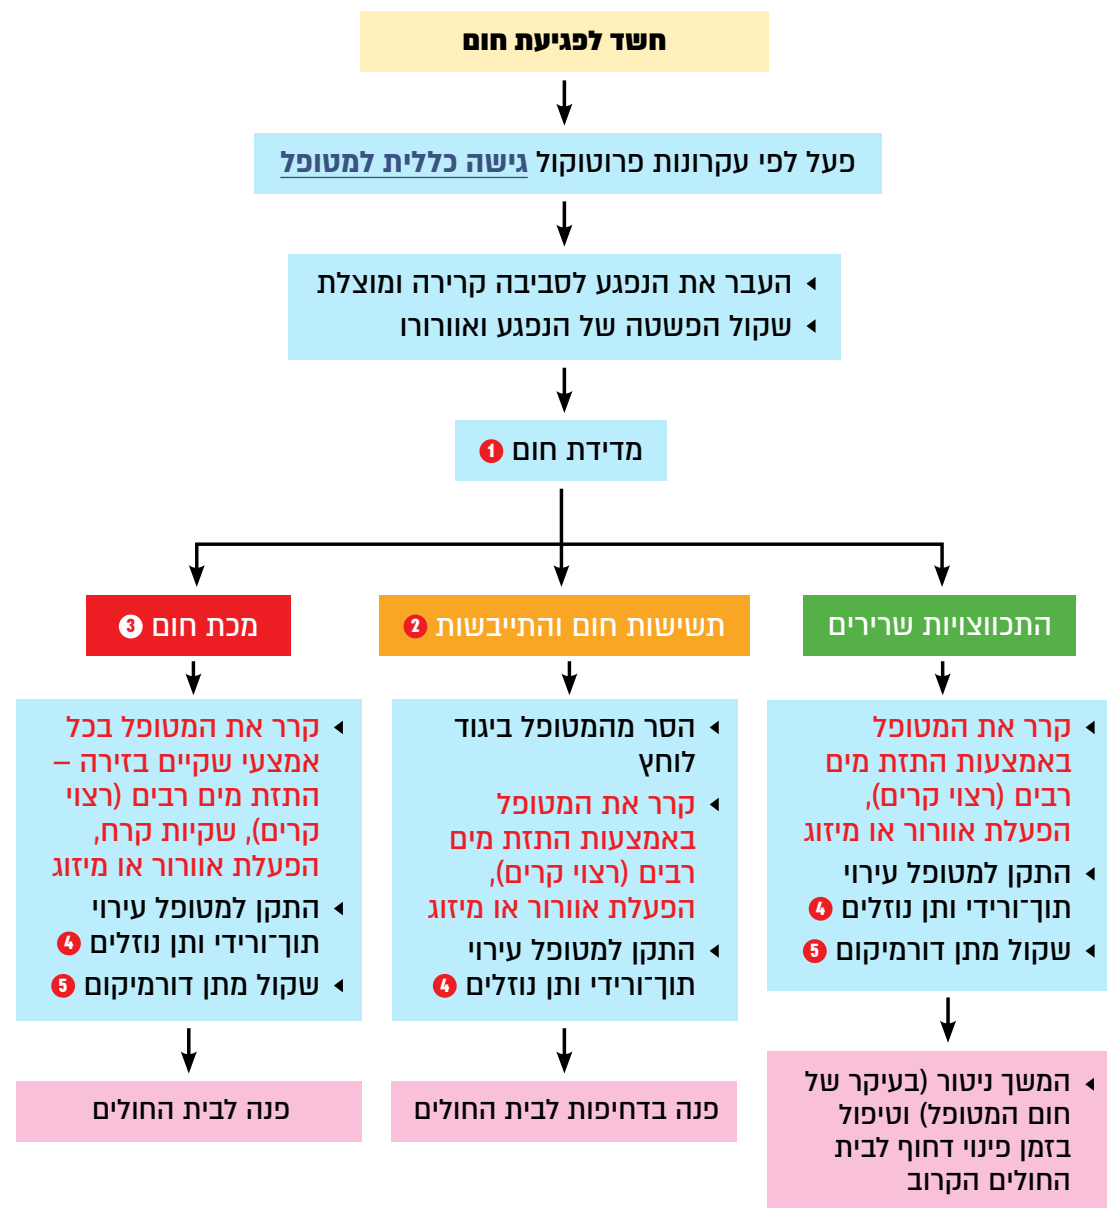 חשד לפגיעת חום
פעל לפי עקרונות פרוטוקול גישה כללית למטופל
העבר את הנפגע לסביבה קרירה ומוצלת
שקול הפשטה של הנפגע ואוורורו
מדידת חום 1
התכווצויות שרירים
קרר את המטופל
באמצעות התזת מים
רבים (רצוי קרים),
הפעלת אוורור או מיזוג
התקן למטופל עירוי
תוך־ורידי ותן נוזלים 4
שקול מתן דורמיקום 5
המשך ניטור (בעיקר של
חום המטופל) וטיפול
בזמן פינוי דחוף לבית
החולים הקרוב
תשישות חום והתייבשות 2
הסר מהמטופל ביגוד
לוחץ
קרר את המטופל
באמצעות התזת מים
רבים (רצוי קרים),
הפעלת אוורור או מיזוג
התקן למטופל עירוי
תוך־ורידי ותן נוזלים 4
פנה בדחיפות לבית החולים
מכת חום 3
קרר את המטופל בכל
אמצעי שקיים בזירה –
התזת מים רבים (רצוי
קרים), שקיות קרח,
הפעלת אוורור או מיזוג
התקן למטופל עירוי
תוך־ורידי ותן נוזלים 4
שקול מתן דורמיקום 5
פנה לבית החולים